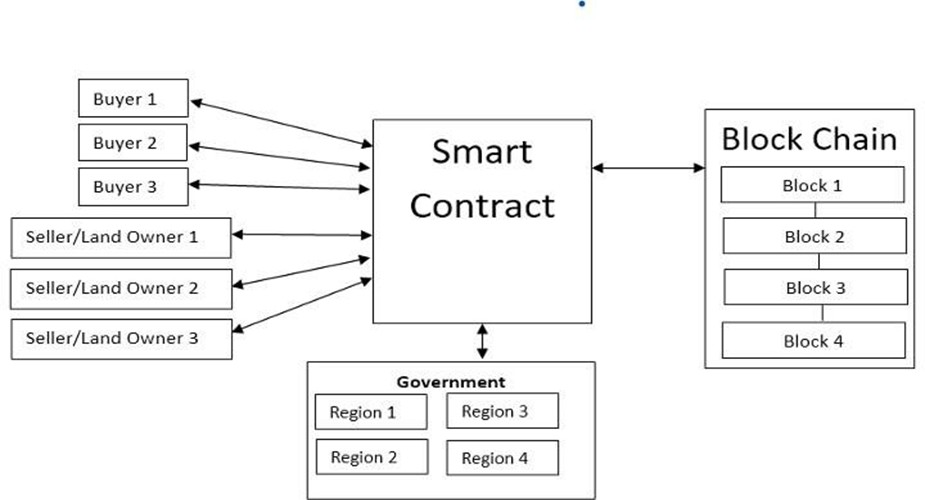 Buyer 1
Buyer 2
Buyer 3
Seller/Land Owner 1
Seller/Land Owner 2
Seller/Land Owner 3
Smart
Contract
Block Chain
Block 1
Block 2
Block 3
Block 4
Government
Region 1
Region 3
Region 2
Region 4